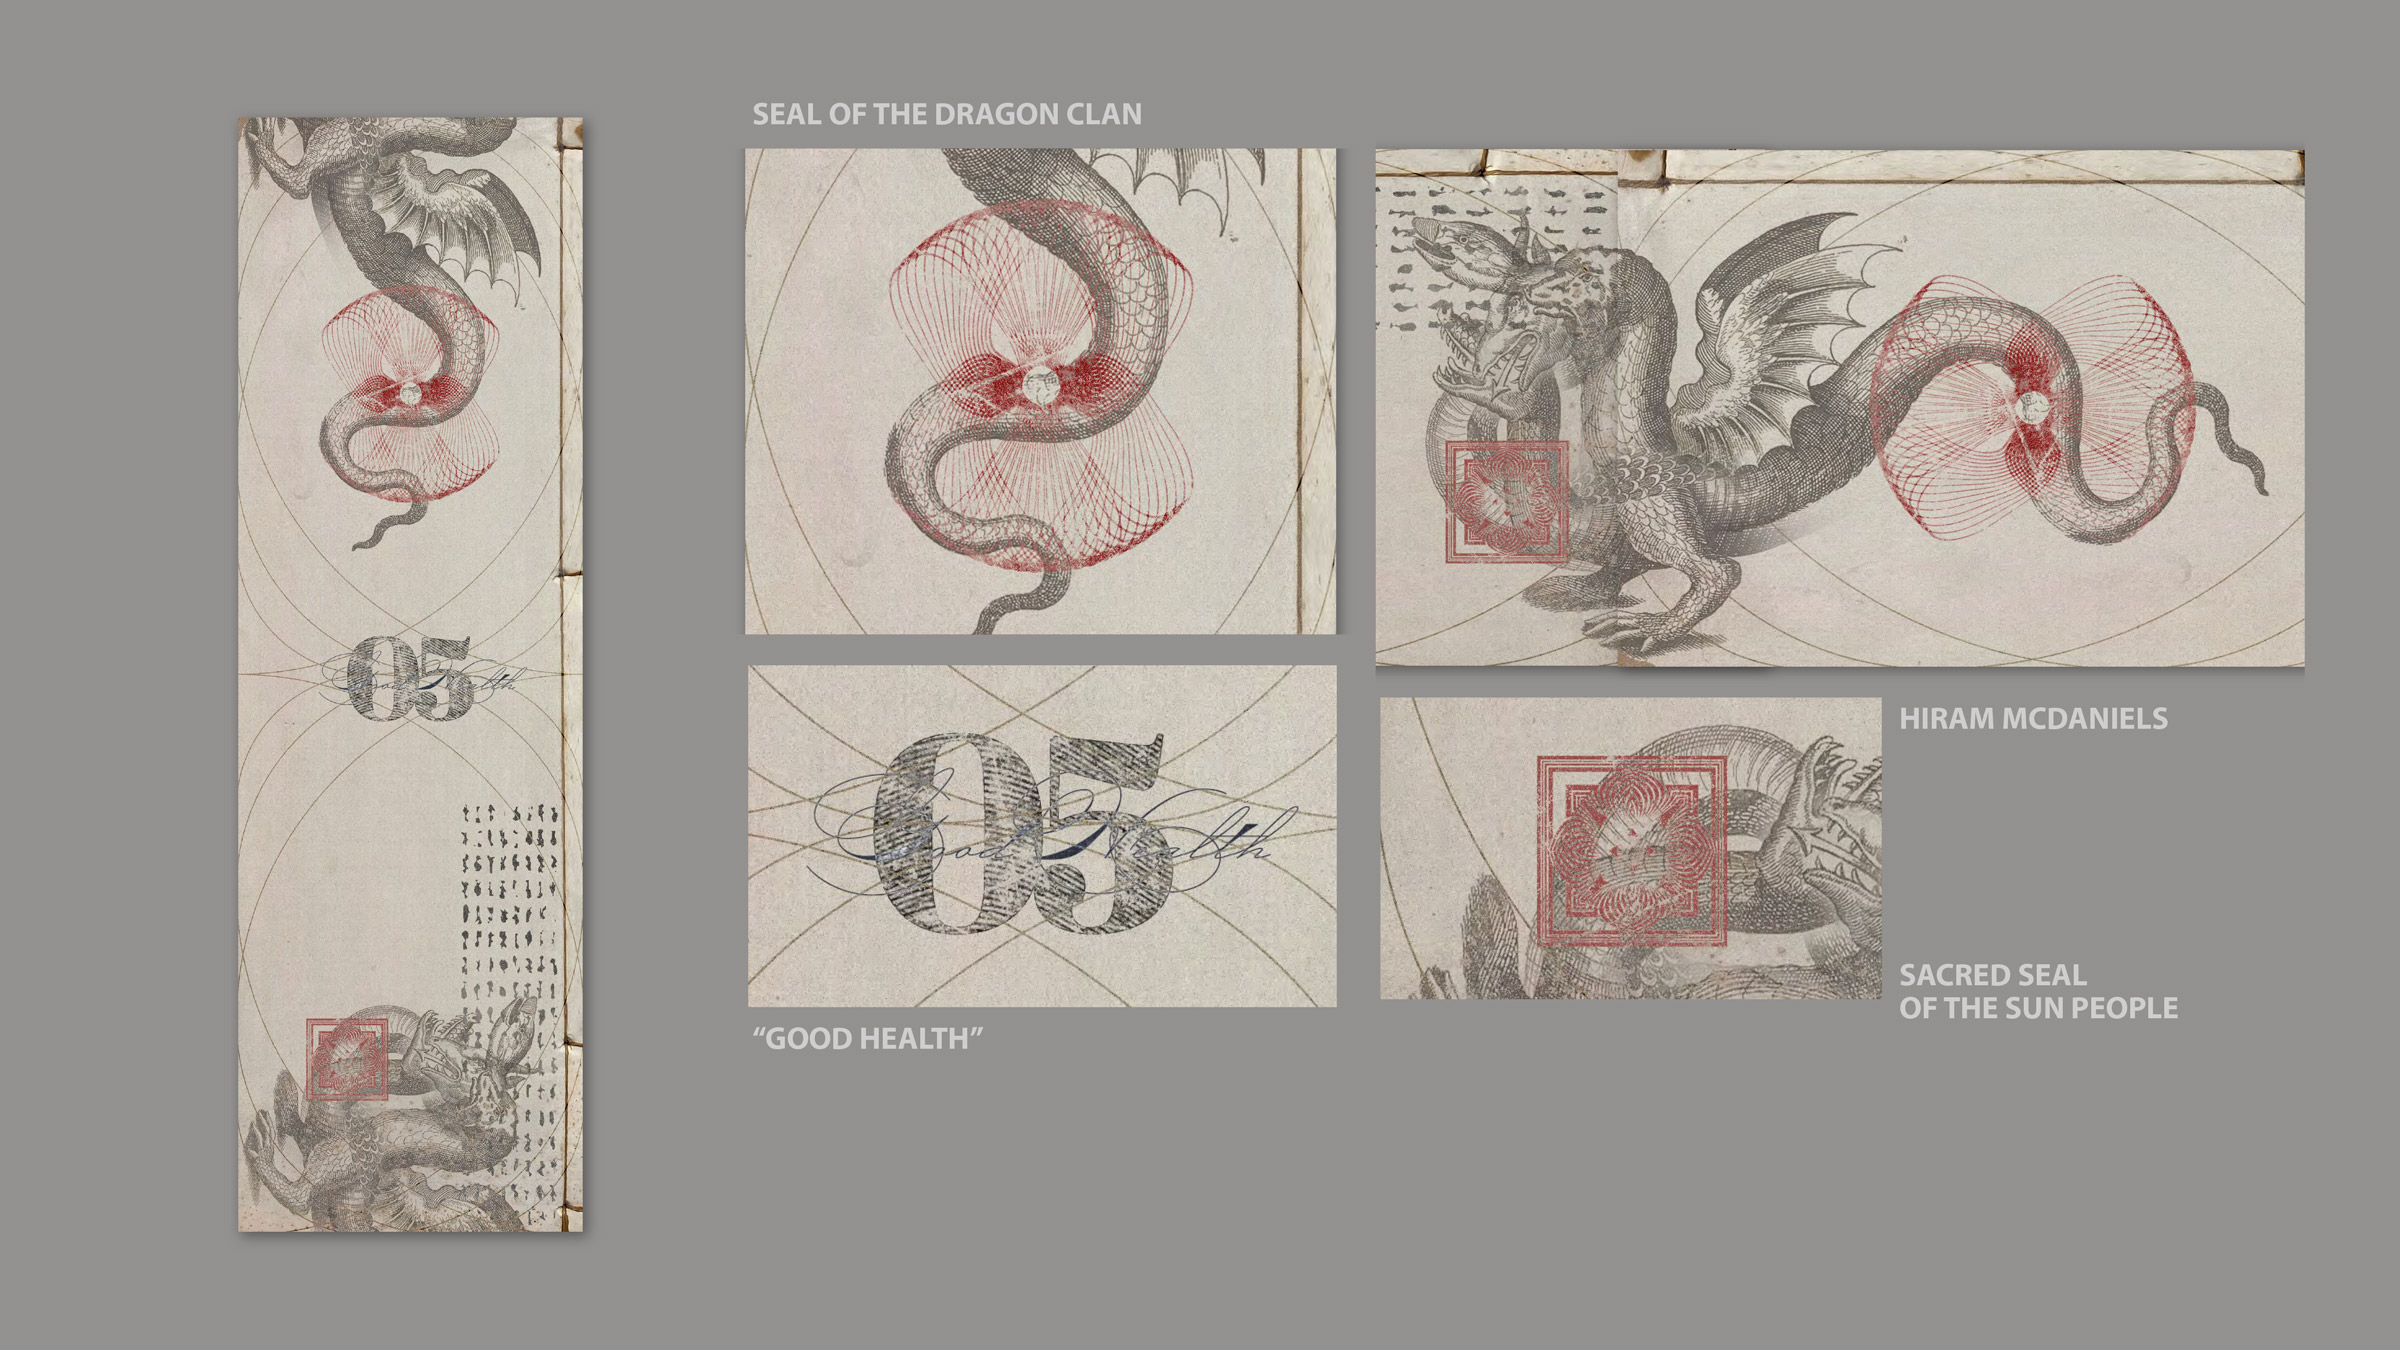 05
Good Health
SEAL OF THE DRAGON CLAN
05
Good Health
“GOOD HEALTH”
HIRAM MCDANIELS
SACRED SEAL
OF THE SUN PEOPLE